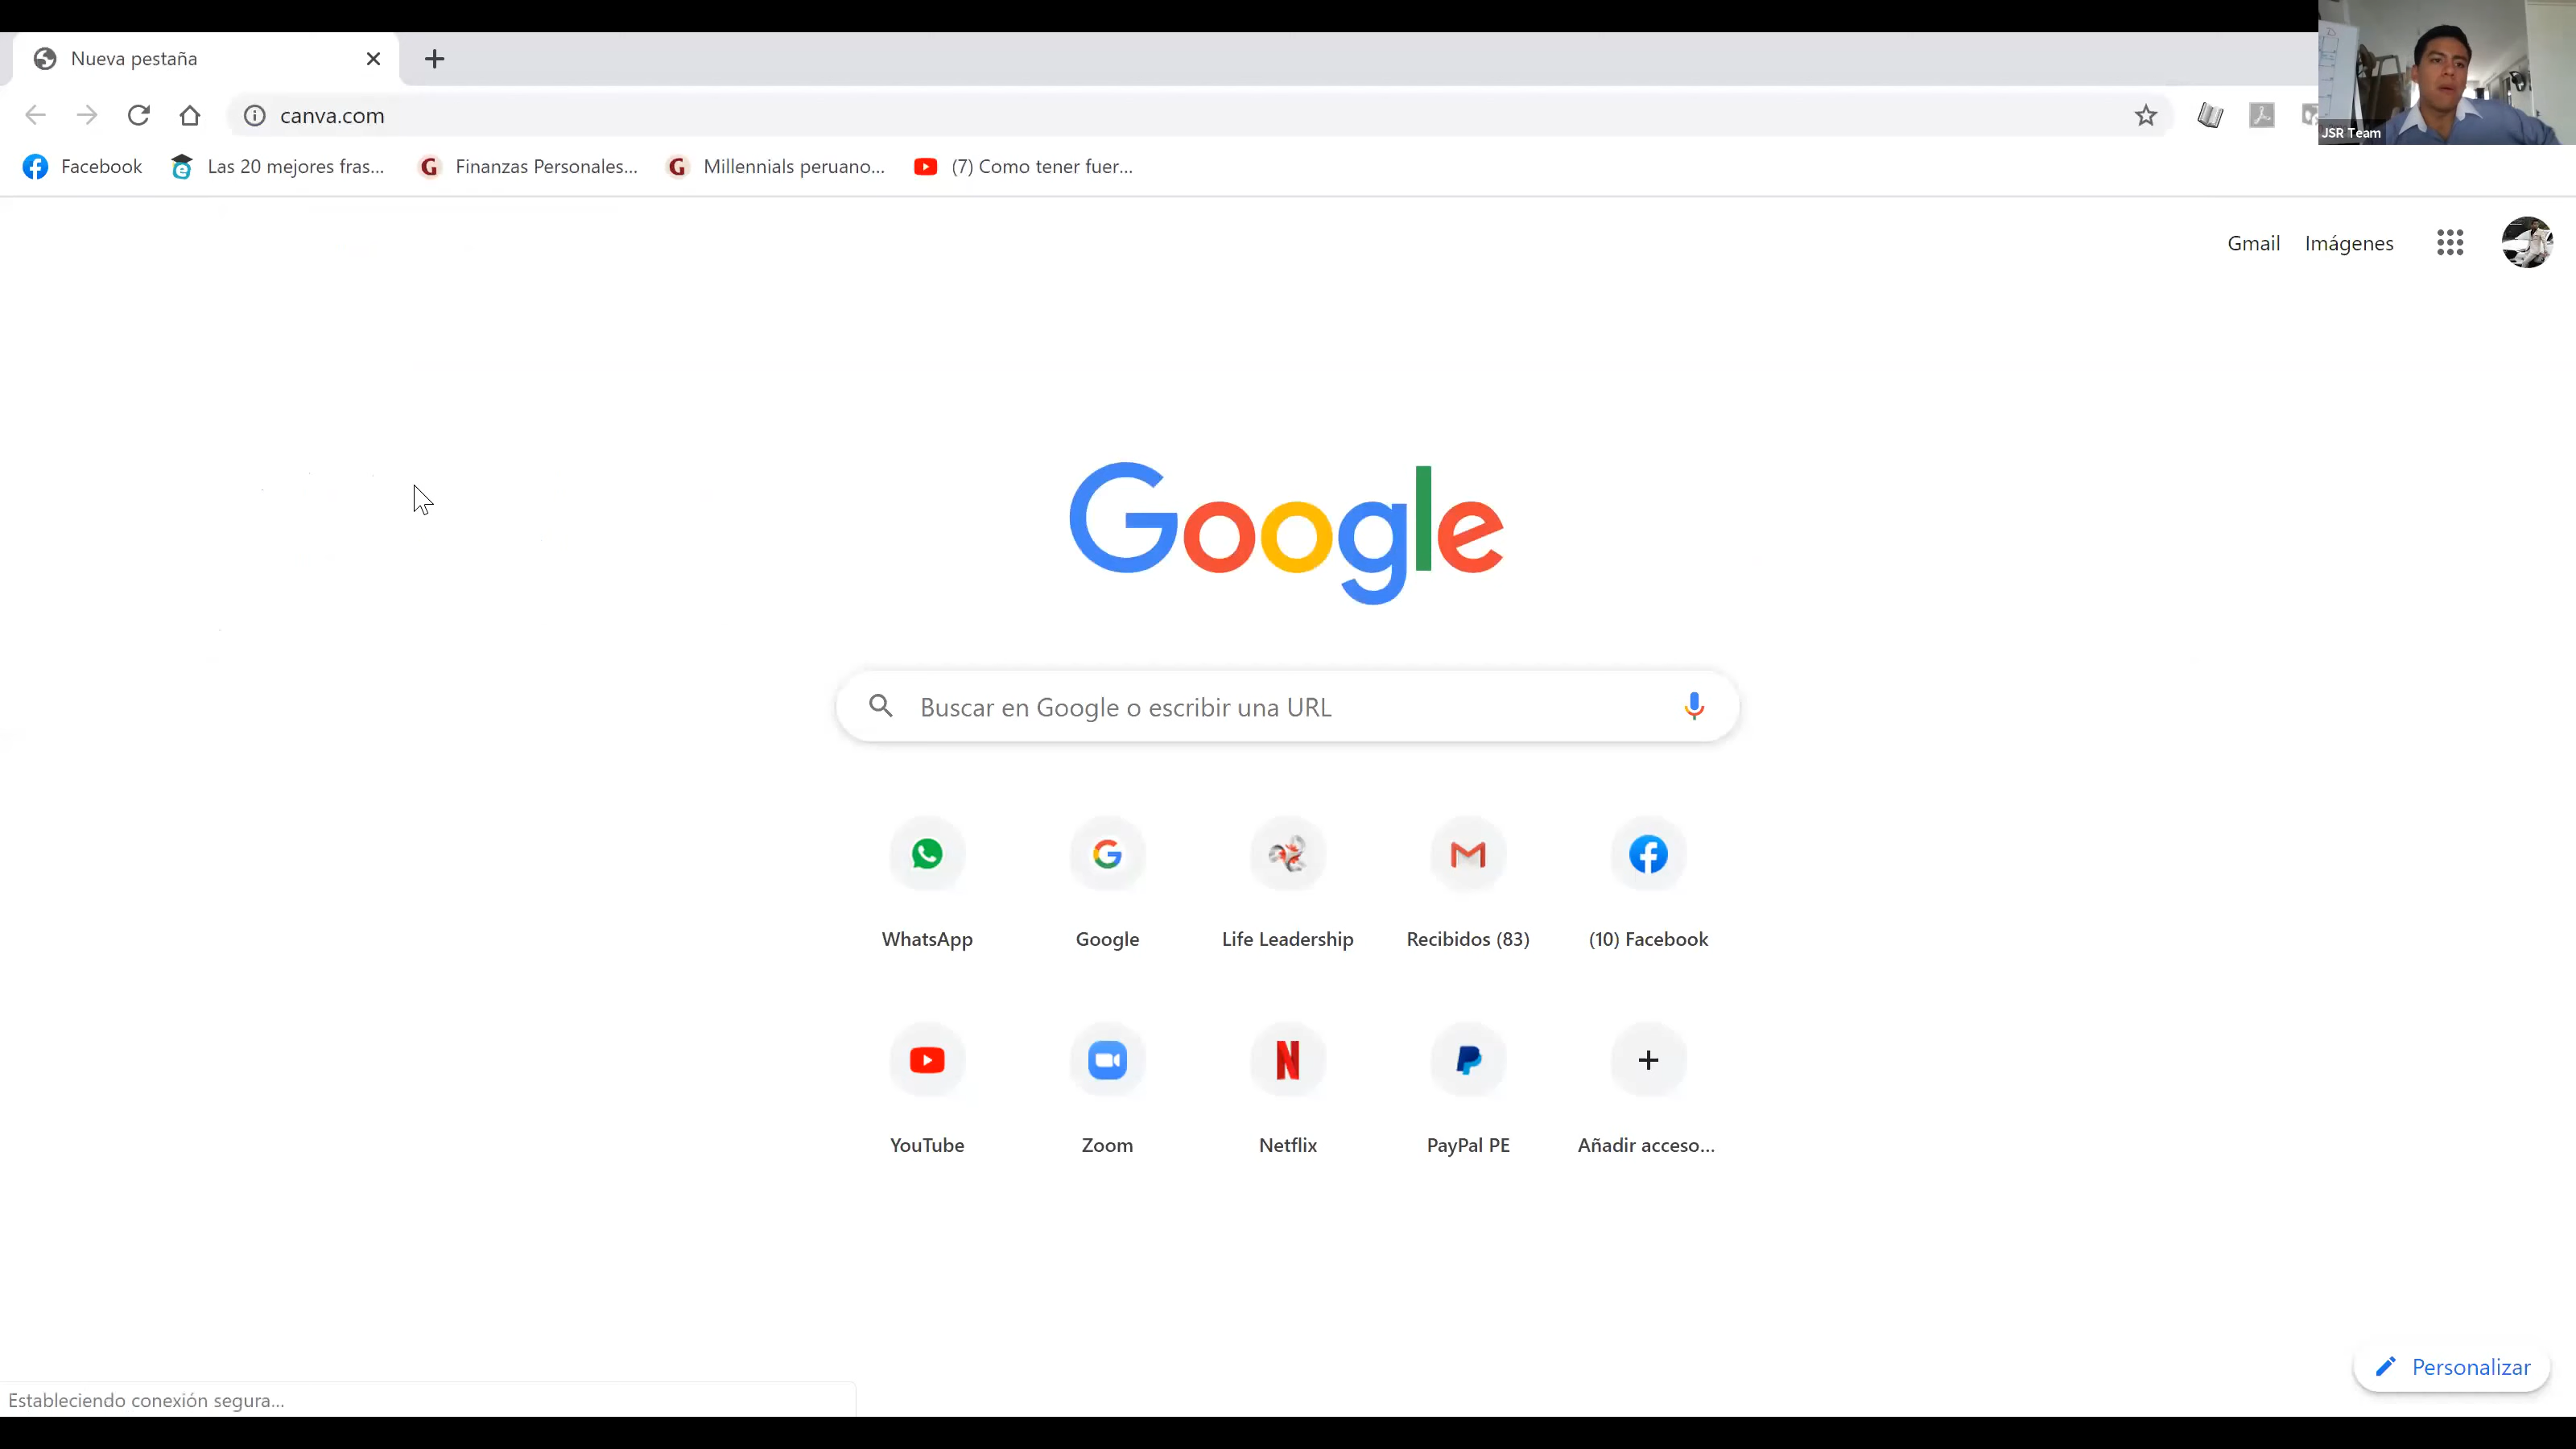 Nueva pestaña
canva.com
JSR Team
Facebook
Las 20 mejores fras...
Finanzas Personales...
Millennials peruano...
(7) Como tener fuer...
Gmail
Imágenes
Google
Buscar en Google o escribir una URL
WhatsApp
Google
Life Leadership
Recibidos (83)
(10) Facebook
YouTube
Zoom
Netflix
PayPal PE
Añadir acceso...
Personalizar
Estableciendo conexión segura...